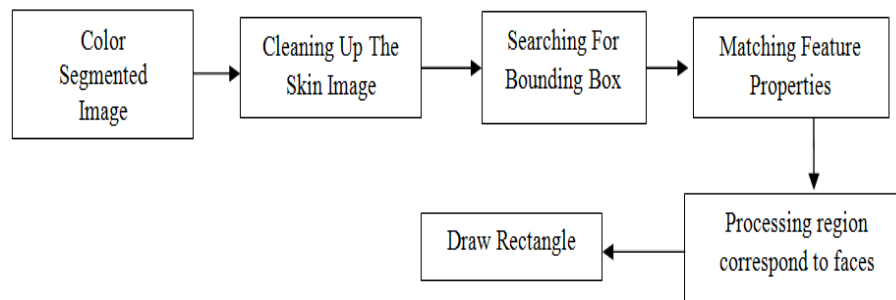 Color
Segmented
Image
Cleaning Up The
Skin Image
Searching For
Bounding Box
Matching Feature
Properties
Processing region
correspond to faces
Draw Rectangle